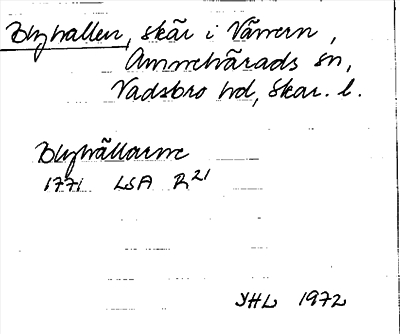 Blyhallen, skär i Vänern,
Amnehärads sn,
Vadsbro hd, Skar. l.
Blyhällarne
1771 LSA R21
YHL 1972